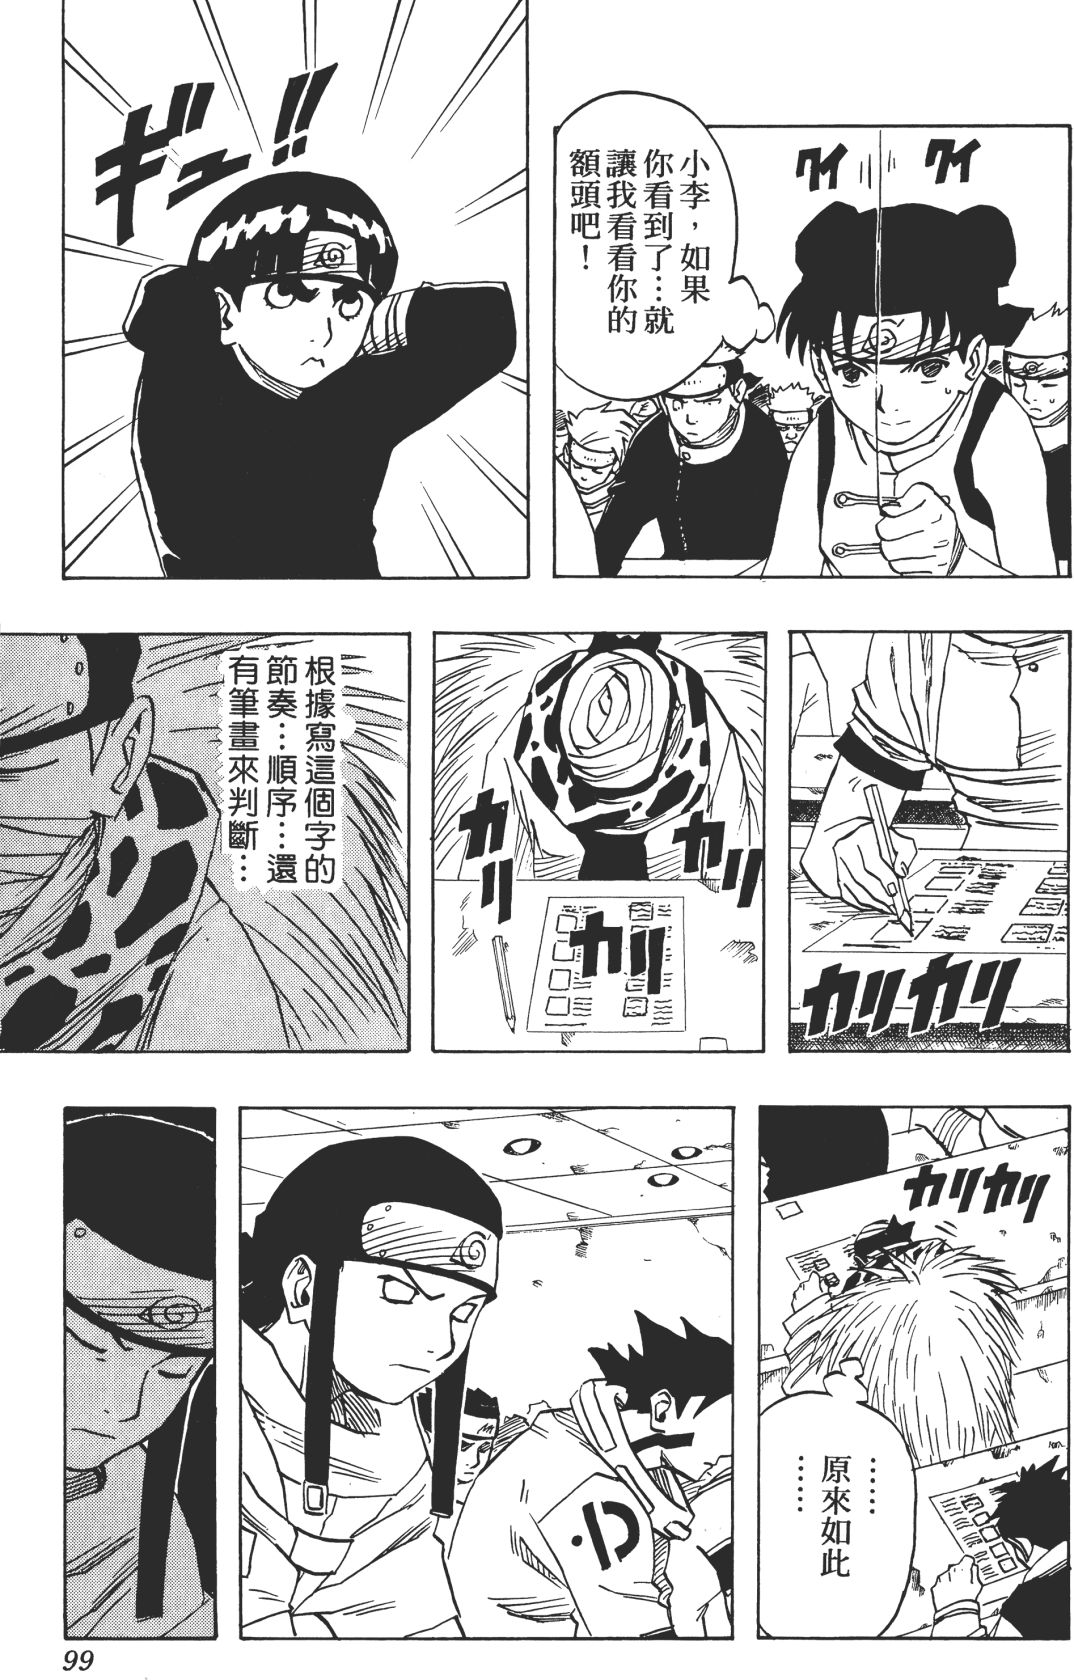 クイ
クイ
小李，如果
你看到了…就
讓我看看你的
額頭吧！
ギュ!!
カリカリ
カリ
カリ
カリ
根據寫這個字的
節奏…順序…還
有筆畫來判斷…
カリカリ
……
原來如此
……
99